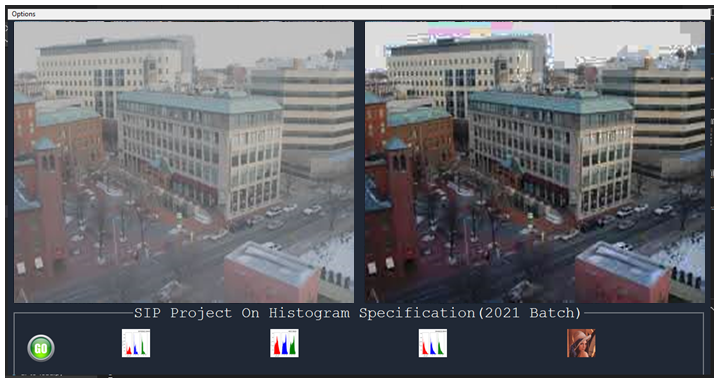 Options
SIP Project On Histogram Specification(2021 Batch)
GO